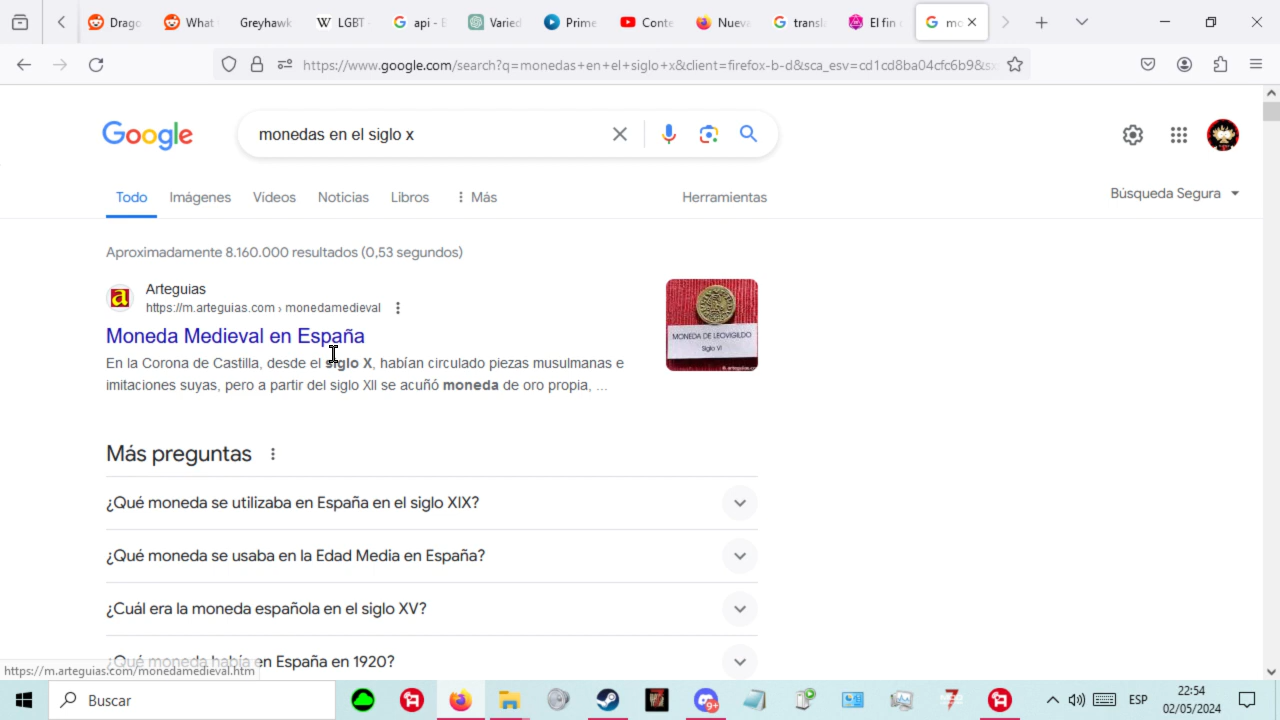 Drago
What
Greyhawk
LGBT
api - E
Varied
Prime
Conte
Nueva
transla
El fin d
mo
https://www.google.com/search?q=monedas+en+el+siglo+x&client=firefox-b-d&sca_esv=cd1cd8ba04cfc6b9&sx
Google
monedas en el siglo x
Todo
Imágenes
Videos
Noticias
Libros
Más
Herramientas
Búsqueda Segura
Aproximadamente 8.160.000 resultados (0,53 segundos)
Arteguias
https://m.arteguias.com › monedamedieval
Moneda Medieval en España
MONEDA DE LEOVIGILDO
Siglo VI
En la Corona de Castilla, desde el siglo X, habían circulado piezas musulmanas e
imitaciones suyas, pero a partir del siglo XII se acuñó moneda de oro propia, ...
Más preguntas
¿Qué moneda se utilizaba en España en el siglo XIX?
¿Qué moneda se usaba en la Edad Media en España?
¿Cuál era la moneda española en el siglo XV?
¿Qué moneda había en España en 1920?
https://m.arteguias.com/monedamedieval.htm
Buscar
9+
ESP
22:54
02/05/2024